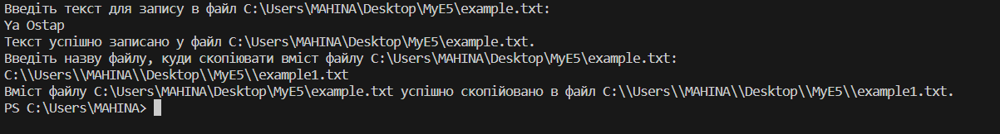 Введіть текст для запису в файл C:\Users\MAHINA\Desktop\MyE5\example.txt:
Ya Ostap
Текст успішно записано у файл C:\Users\MAHINA\Desktop\MyE5\example.txt.
Введіть назву файлу, куди скопіювати вміст файлу C:\Users\MAHINA\Desktop\MyE5\example.txt:
C:\\Users\\MAHINA\\Desktop\\MyE5\\example1.txt
Вміст файлу C:\Users\MAHINA\Desktop\MyE5\example.txt успішно скопійовано в файл C:\\Users\\MAHINA\\Desktop\\MyE5\\example1.txt.
PS C:\Users\MAHINA>